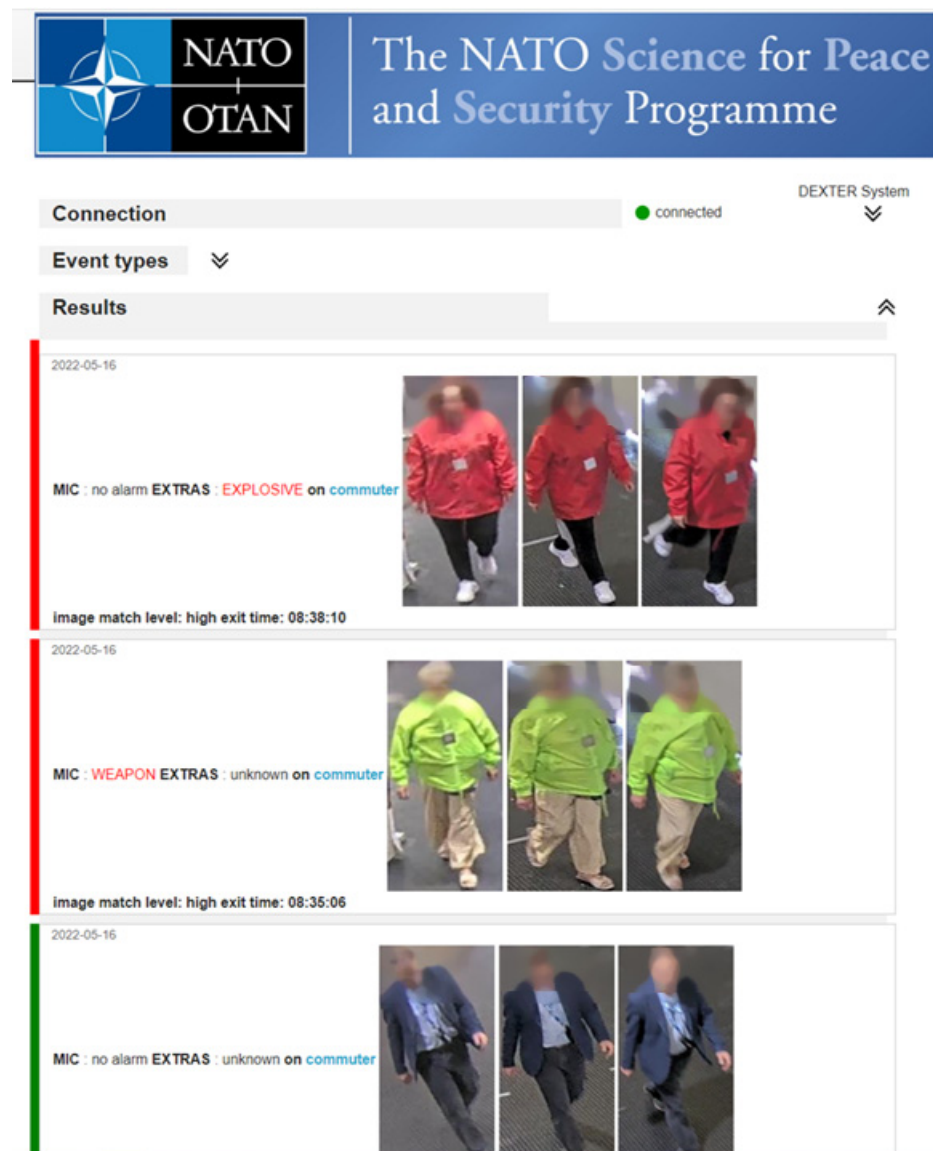 NATO
OTAN
The NATO Science for Peace
and Security Programme
DEXTER System
Connection
connected
Event types
Results
2022-05-16
MIC : no alarm EXTRAS : EXPLOSIVE on commuter
image match level: high exit time: 08:38:10
2022-05-16
MIC : WEAPON EXTRAS : unknown on commuter
image match level: high exit time: 08:35:06
2022-05-16
MIC : no alarm EXTRAS : unknown on commuter